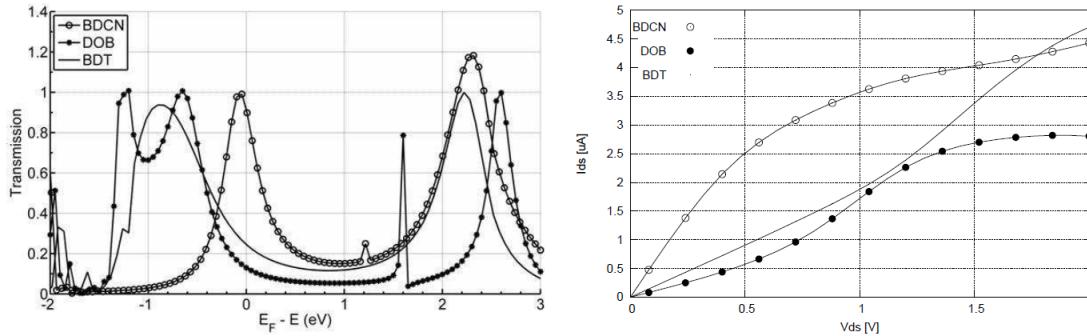 BDCN
DOB
BDT
1.4
1.2
1
0.8
0.6
0.4
0.2
0
Transmission
-2
-1
0
1
2
3
E_F - E (eV)
BDCN
DOB
BDT
5
4.5
4
3.5
3
2.5
2
1.5
1
0.5
0
Ids [uA]
0
0.5
1
1.5
Vds [V]